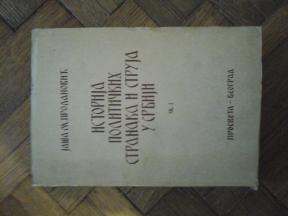 ЈАША М. ПРОДАНОВИЋ
ИСТОРИЈА
ПОЛИТИЧКИХ
СТРАНАКА И СТРУЈА
У СРБИЈИ
ПРОСВЕТА – БЕОГРАД